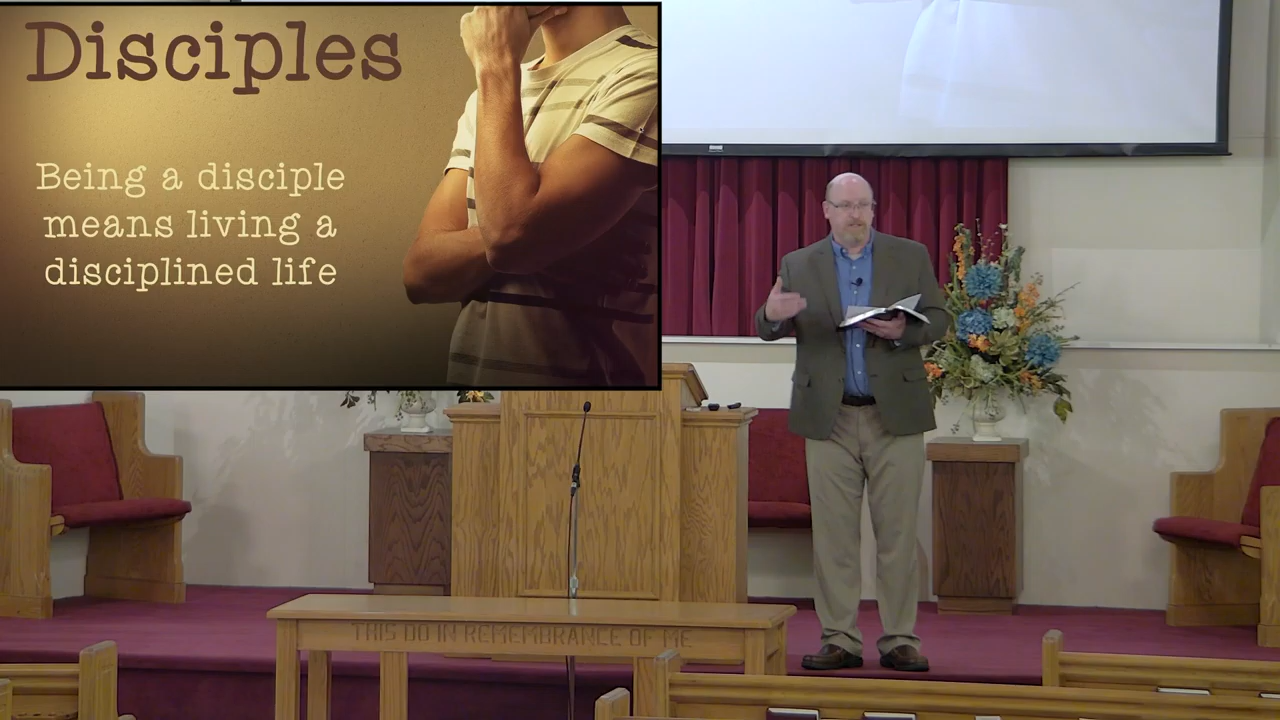 Disciples
Being a disciple
means living a
disciplined life
THIS DO IN REMEMBRANCE OF ME